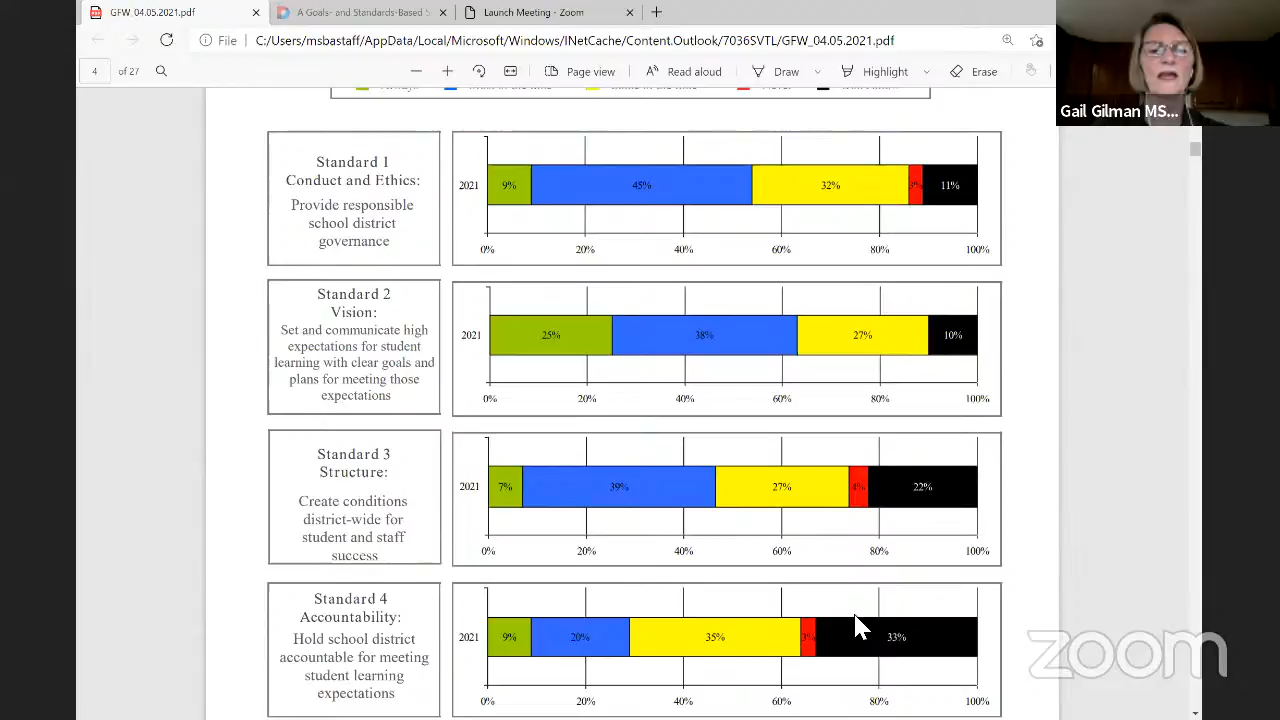 GFW_04.05.2021.pdf
A Goals- and Standards-Based S
Launch Meeting - Zoom
File
C:/Users/msbastaff/AppData/Local/Microsoft/Windows/INetCache/Content.Outlook/7036SVTL/GFW_04.05.2021.pdf
4 of 27
Page view
Read aloud
Draw
Highlight
Erase
Gail Gilman MS...
Standard 1
Conduct and Ethics:
Provide responsible
school district
governance
2021 9% 45% 32% 3% 11%
0% 20% 40% 60% 80% 100%
Standard 2
Vision:
Set and communicate high
expectations for student
learning with clear goals and
plans for meeting those
expectations
2021 25% 38% 27% 10%
0% 20% 40% 60% 80% 100%
Standard 3
Structure:
Create conditions
district-wide for
student and staff
success
2021 7% 39% 27% 4% 22%
0% 20% 40% 60% 80% 100%
Standard 4
Accountability:
Hold school district
accountable for meeting
student learning
expectations
2021 9% 20% 35% 3% 33%
0% 20% 40% 60% 80% 100%
zoom